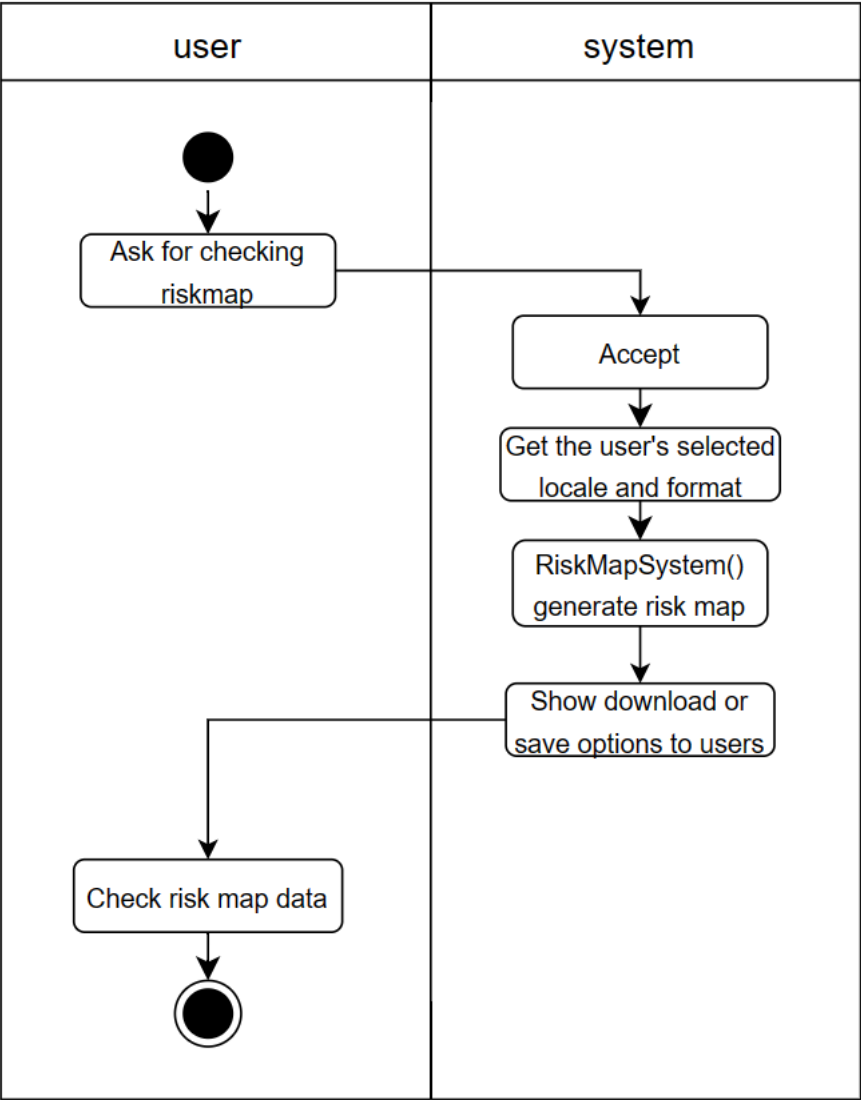 user
system
Ask for checking
riskmap
Accept
Get the user's selected
locale and format
RiskMapSystem()
generate risk map
Show download or
save options to users
Check risk map data